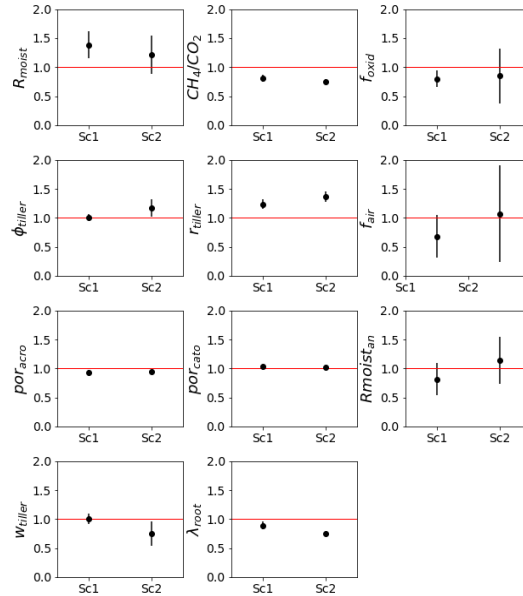 R_moist
2.0
1.5
1.0
0.5
0.0
Sc1 Sc2
CH_4/CO_2
2.0
1.5
1.0
0.5
0.0
Sc1 Sc2
f_oxid
2.0
1.5
1.0
0.5
0.0
Sc1 Sc2
ϕ_tiller
2.0
1.5
1.0
0.5
0.0
Sc1 Sc2
r_tiller
2.0
1.5
1.0
0.5
0.0
Sc1 Sc2
f_air
2.0
1.5
1.0
0.5
0.0
Sc1 Sc2
por_acro
2.0
1.5
1.0
0.5
0.0
Sc1 Sc2
por_cato
2.0
1.5
1.0
0.5
0.0
Sc1 Sc2
Rmoist_an
2.0
1.5
1.0
0.5
0.0
Sc1 Sc2
w_tiller
2.0
1.5
1.0
0.5
0.0
Sc1 Sc2
λ_root
2.0
1.5
1.0
0.5
0.0
Sc1 Sc2